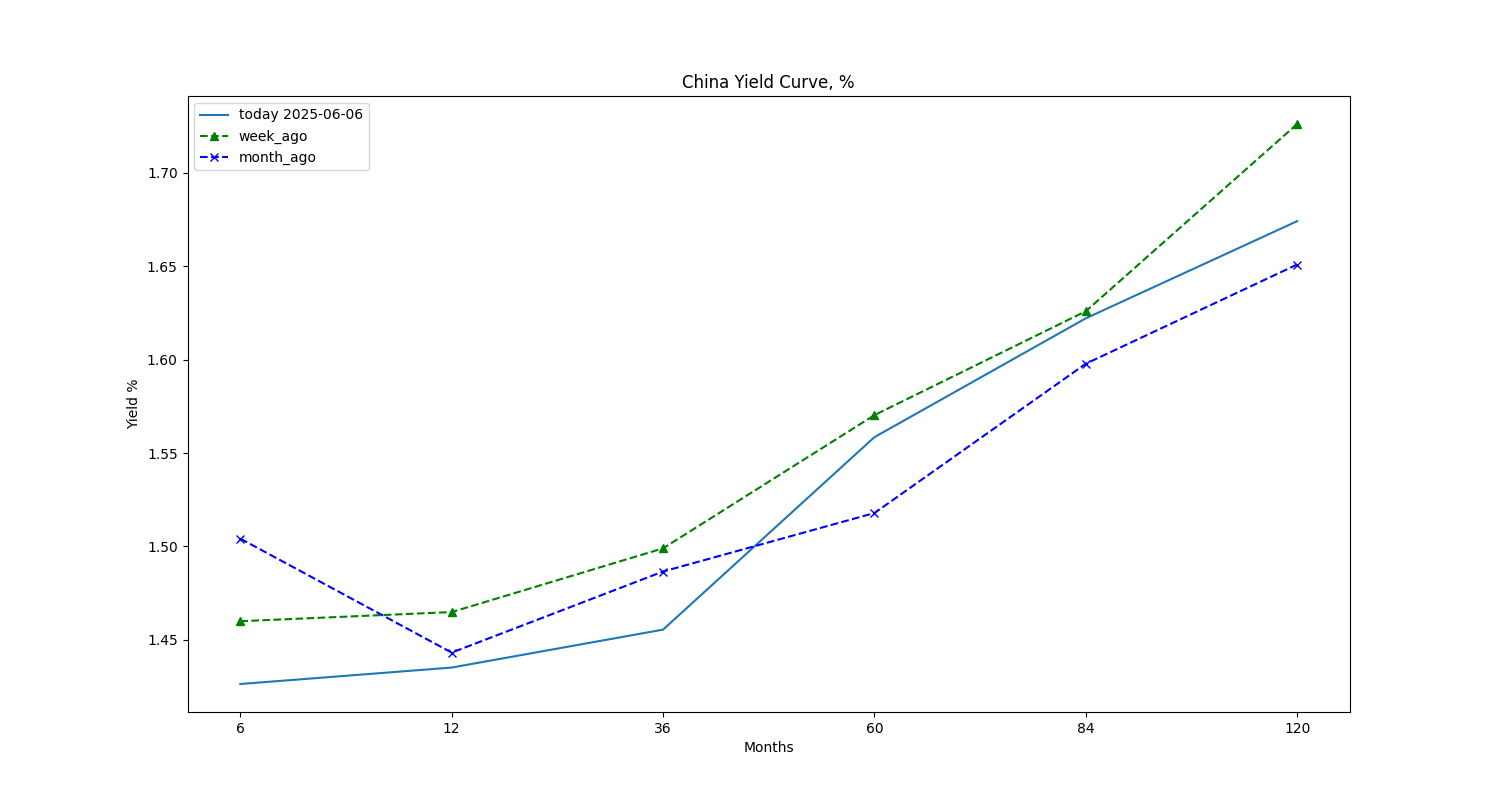 China Yield Curve, %
today 2025-06-06
week_ago
month_ago
1.70
1.65
1.60
1.55
1.50
1.45
Yield %
6 12 36 60 84 120
Months